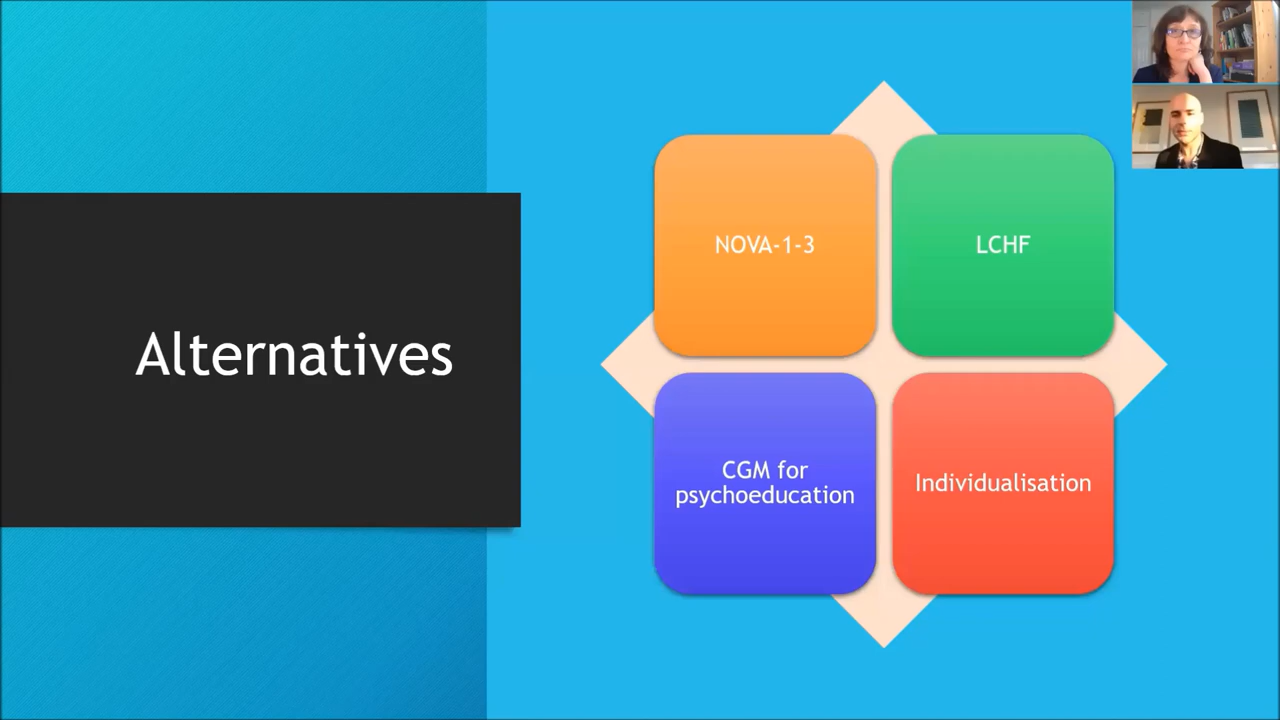 Alternatives
NOVA-1-3
LCHF
CGM for
psychoeducation
Individualisation